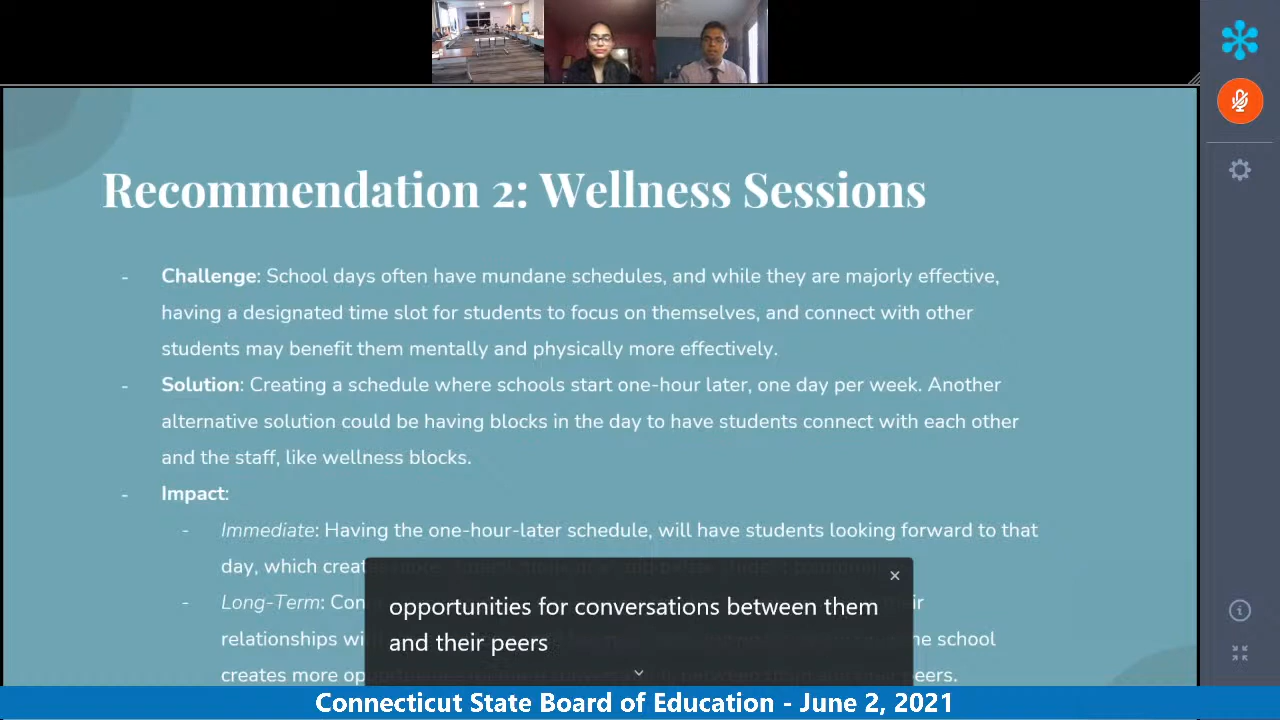 Recommendation 2: Wellness Sessions
- Challenge: School days often have mundane schedules, and while they are majorly effective,
having a designated time slot for students to focus on themselves, and connect with other
students may benefit them mentally and physically more effectively.
- Solution: Creating a schedule where schools start one-hour later, one day per week. Another
alternative solution could be having blocks in the day to have students connect with each other
and the staff, like wellness blocks.
- Impact:
- Immediate: Having the one-hour-later schedule, will have students looking forward to that
day, which
- Long-Term:
relationships school
creates more peers.
opportunities for conversations between them
and their peers
Connecticut State Board of Education - June 2, 2021